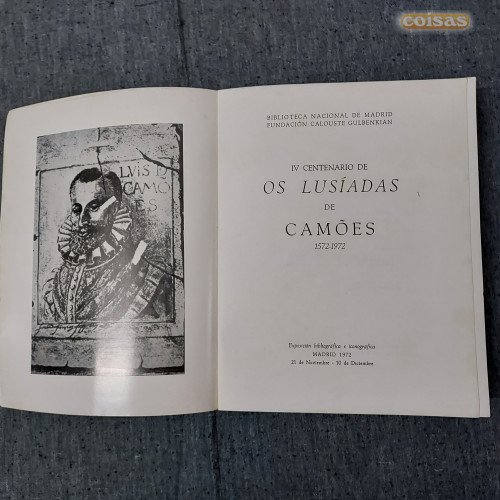 coisas
LVIS D
CAMO
ES
BIBLIOTECA NACIONAL DE MADRID
FUNDACIÓN CALOUSTE GULBENKIAN
IV CENTENARIO DE
OS LUSÍADAS
DE
CAMÕES
1572-1972
Exposición bibliográfica e iconográfica
MADRID 1972
21 de Noviembre - 19 de Diciembre